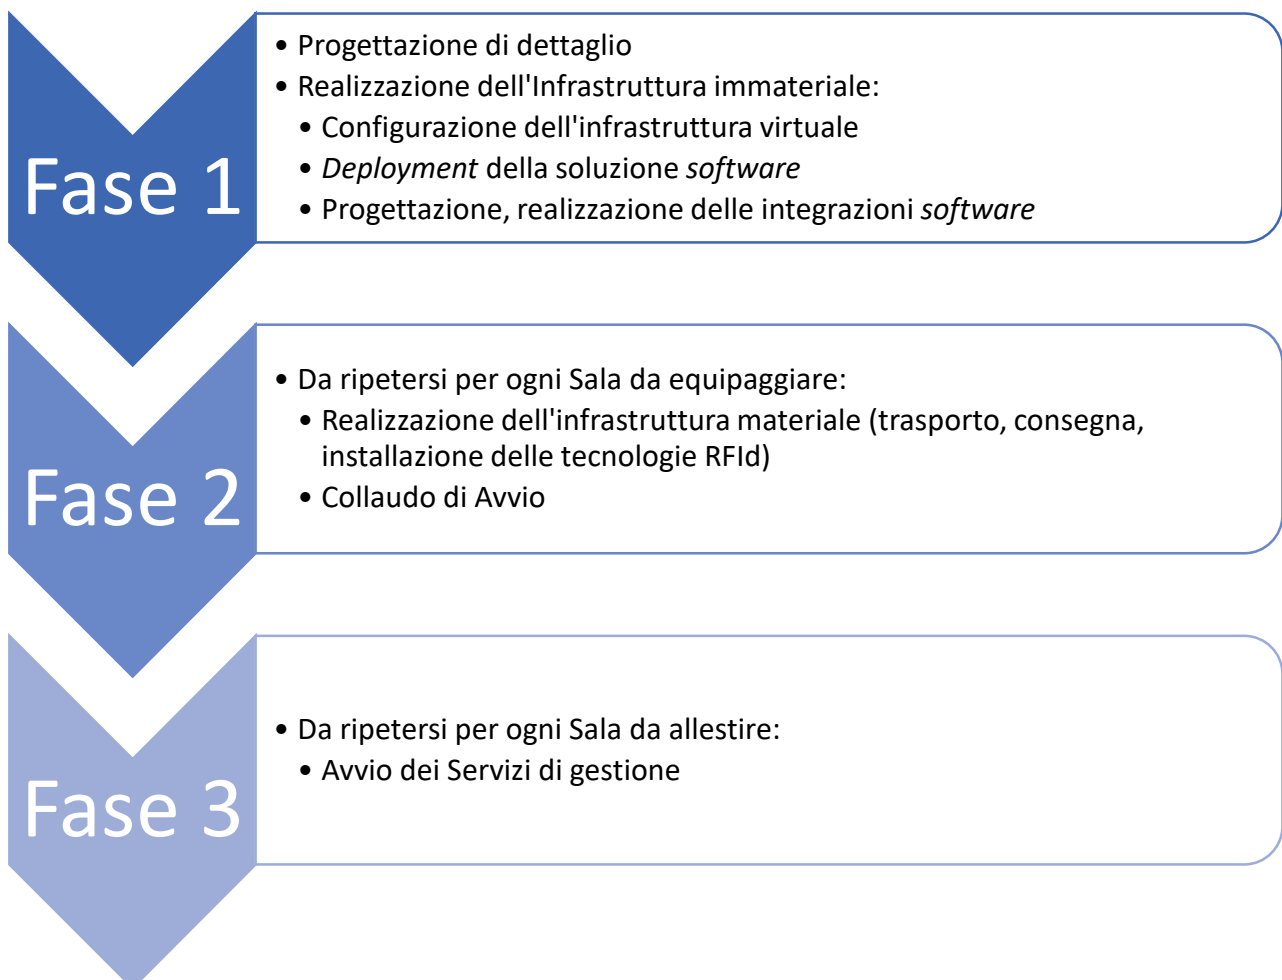 Fase 1
• Progettazione di dettaglio
• Realizzazione dell'Infrastruttura immateriale:
• Configurazione dell'infrastruttura virtuale
• Deployment della soluzione software
• Progettazione, realizzazione delle integrazioni software
Fase 2
• Da ripetersi per ogni Sala da equipaggiare:
• Realizzazione dell'infrastruttura materiale (trasporto, consegna,
installazione delle tecnologie RFId)
• Collaudo di Avvio
Fase 3
• Da ripetersi per ogni Sala da allestire:
• Avvio dei Servizi di gestione